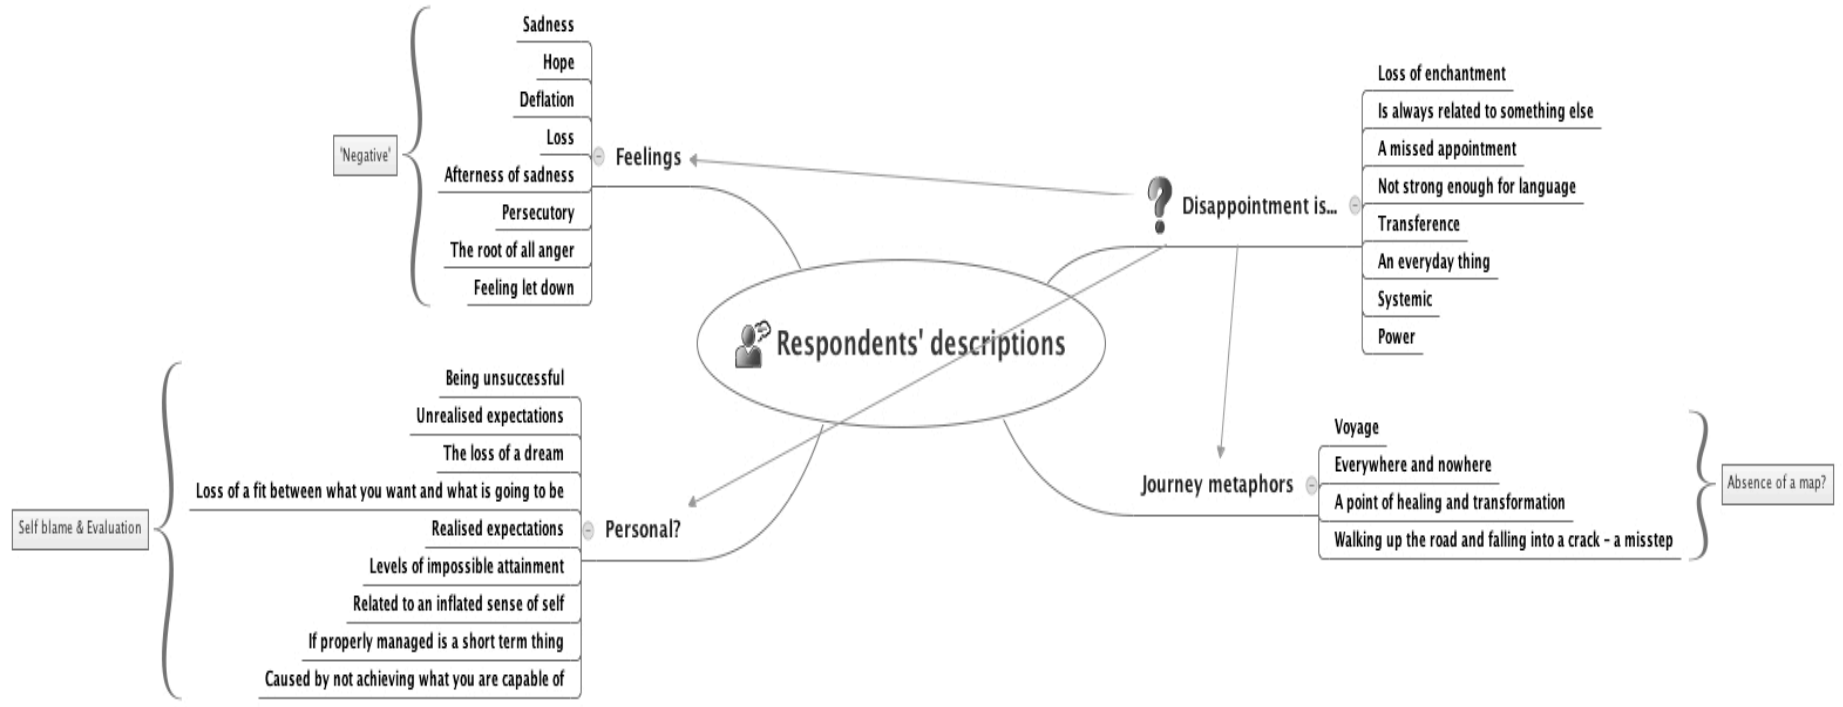 Sadness
Hope
Deflation
Loss
Afterness of sadness
Persecutory
The root of all anger
Feeling let down
'Negative'
Feelings
Disappointment is...
Loss of enchantment
Is always related to something else
A missed appointment
Not strong enough for language
Transference
An everyday thing
Systemic
Power
Respondents' descriptions
Being unsuccessful
Unrealised expectations
The loss of a dream
Loss of a fit between what you want and what is going to be
Realised expectations
Levels of impossible attainment
Related to an inflated sense of self
If properly managed is a short term thing
Caused by not achieving what you are capable of
Self blame & Evaluation
Personal?
Journey metaphors
Voyage
Everywhere and nowhere
A point of healing and transformation
Walking up the road and falling into a crack - a misstep
Absence of a map?